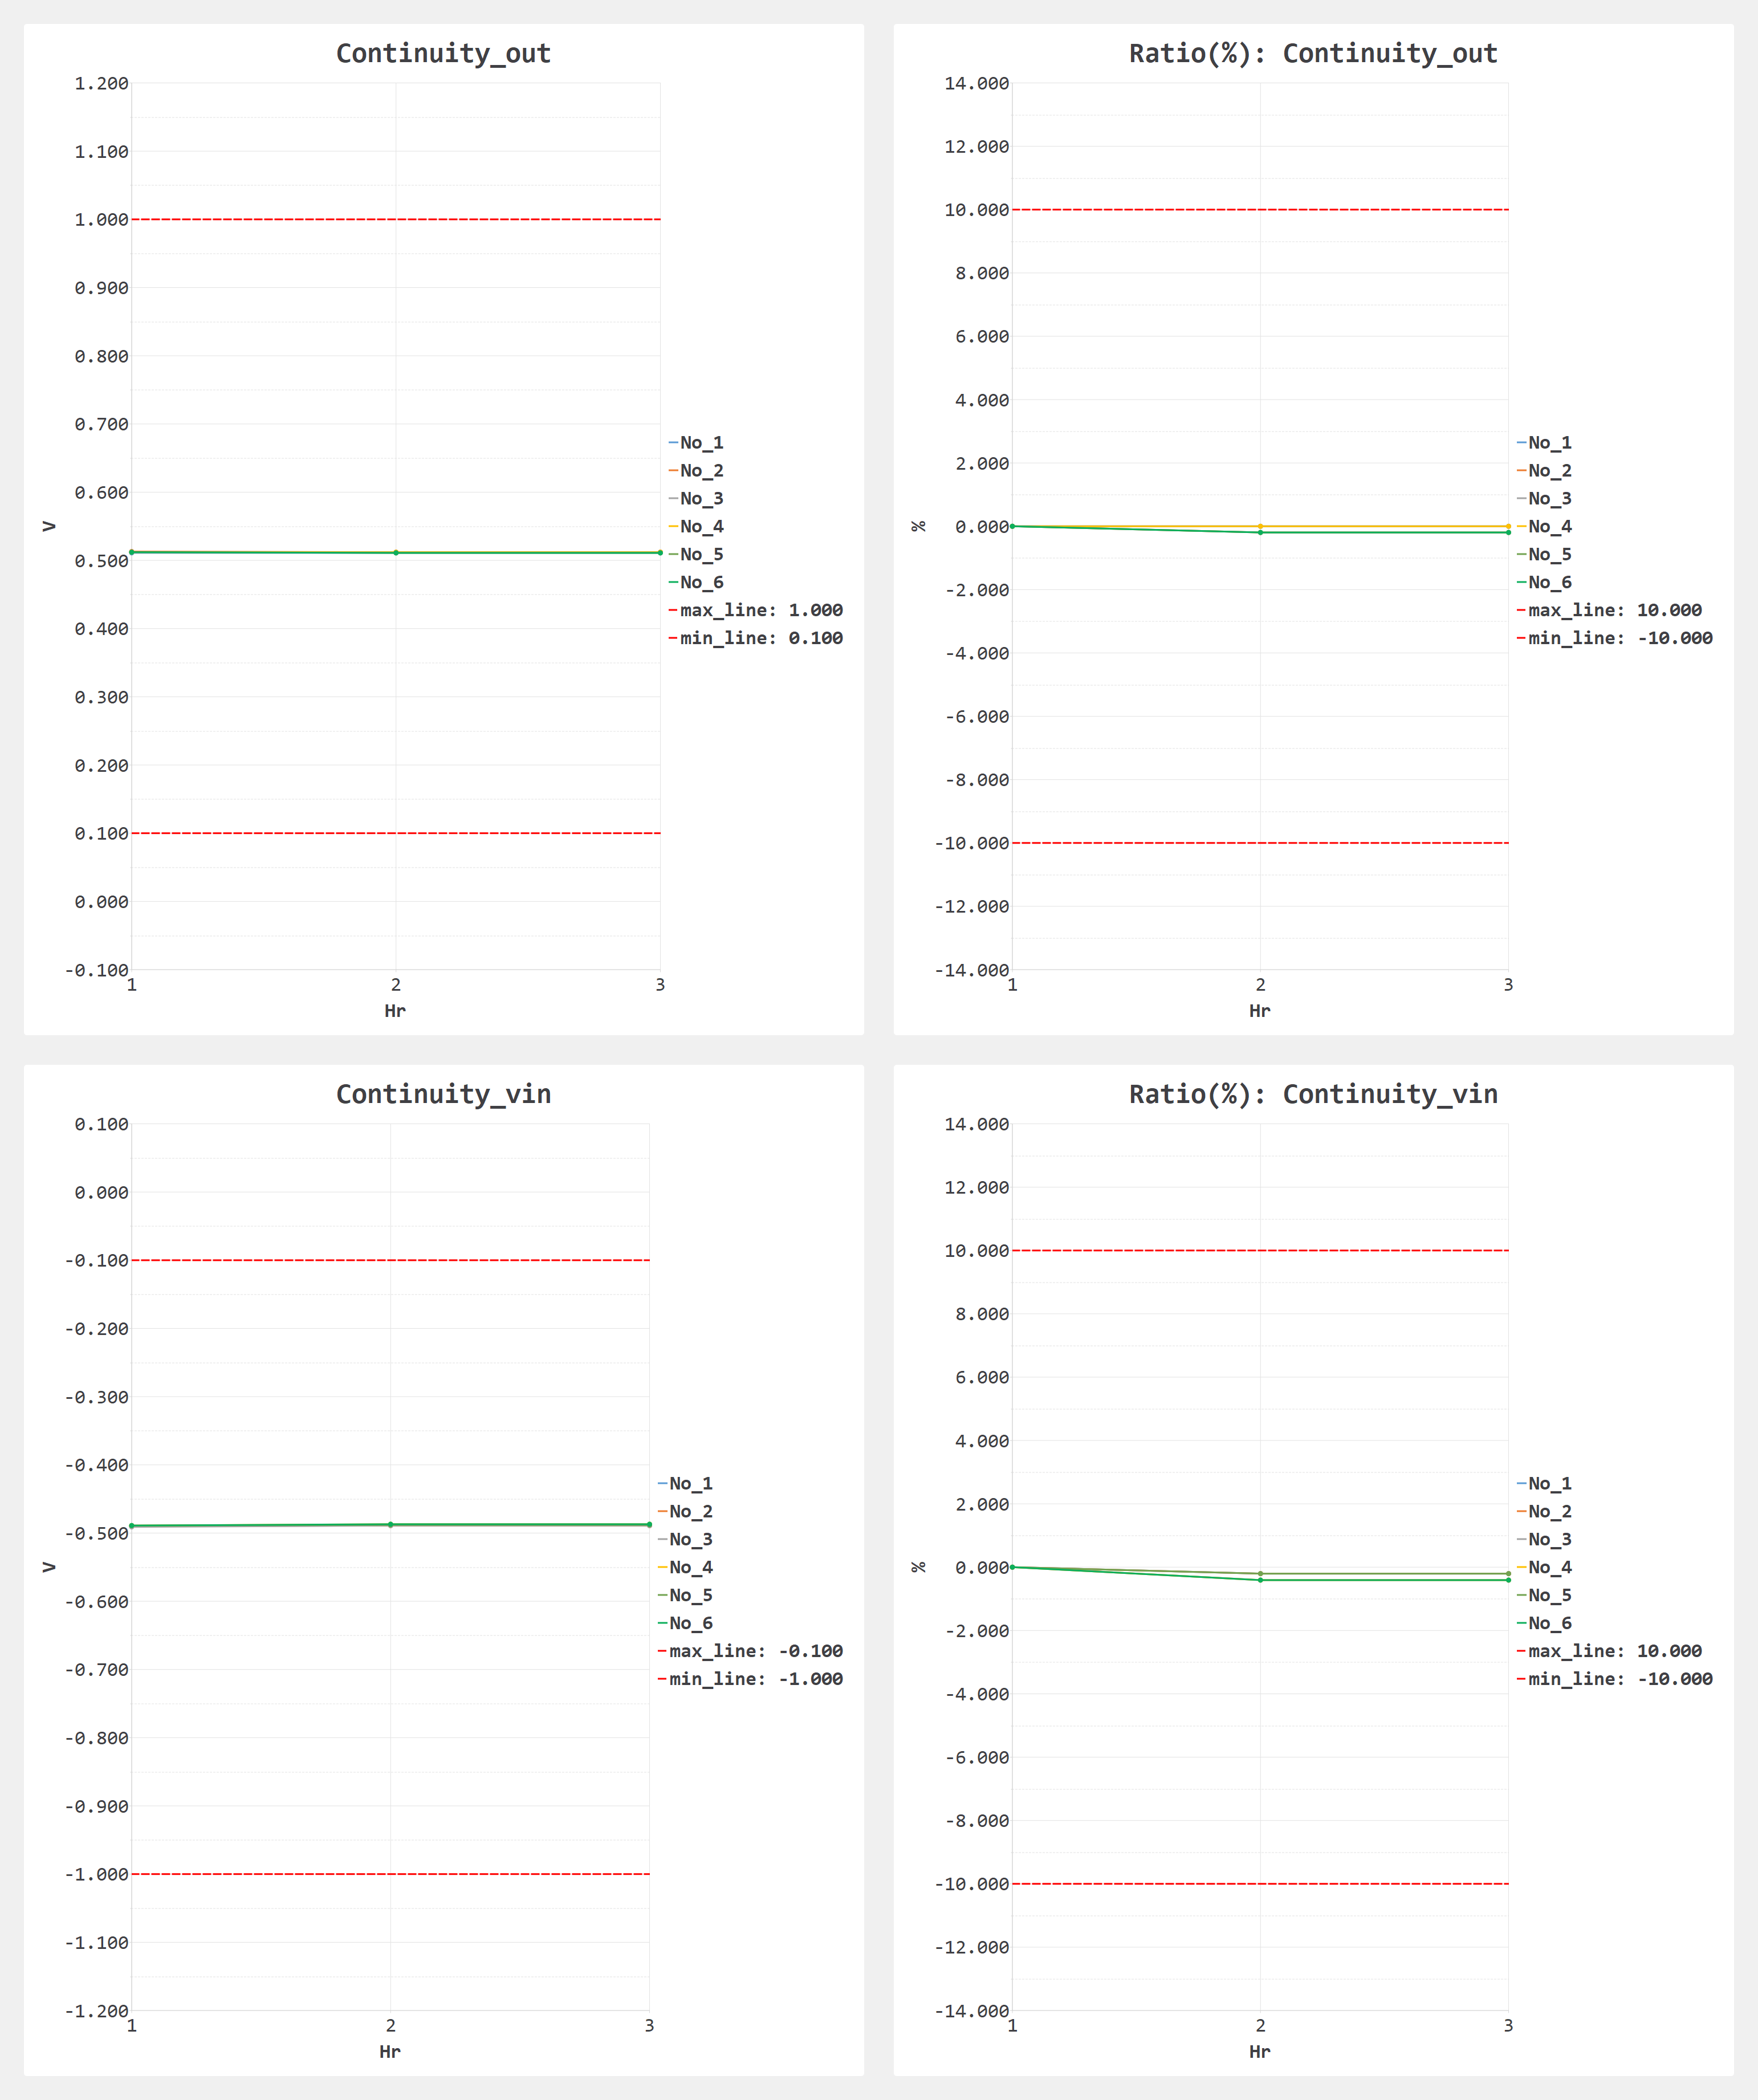 Continuity_out
1.200
1.100
1.000
0.900
0.800
0.700
0.600
0.500
0.400
0.300
0.200
0.100
0.000
-0.100
V
1 2 3
Hr
No_1
No_2
No_3
No_4
No_5
No_6
max_line: 1.000
min_line: 0.100
Ratio(%): Continuity_out
14.000
12.000
10.000
8.000
6.000
4.000
2.000
0.000
-2.000
-4.000
-6.000
-8.000
-10.000
-12.000
-14.000
%
1 2 3
Hr
No_1
No_2
No_3
No_4
No_5
No_6
max_line: 10.000
min_line: -10.000
Continuity_vin
0.100
0.000
-0.100
-0.200
-0.300
-0.400
-0.500
-0.600
-0.700
-0.800
-0.900
-1.000
-1.100
-1.200
V
1 2 3
Hr
No_1
No_2
No_3
No_4
No_5
No_6
max_line: -0.100
min_line: -1.000
Ratio(%): Continuity_vin
14.000
12.000
10.000
8.000
6.000
4.000
2.000
0.000
-2.000
-4.000
-6.000
-8.000
-10.000
-12.000
-14.000
%
1 2 3
Hr
No_1
No_2
No_3
No_4
No_5
No_6
max_line: 10.000
min_line: -10.000